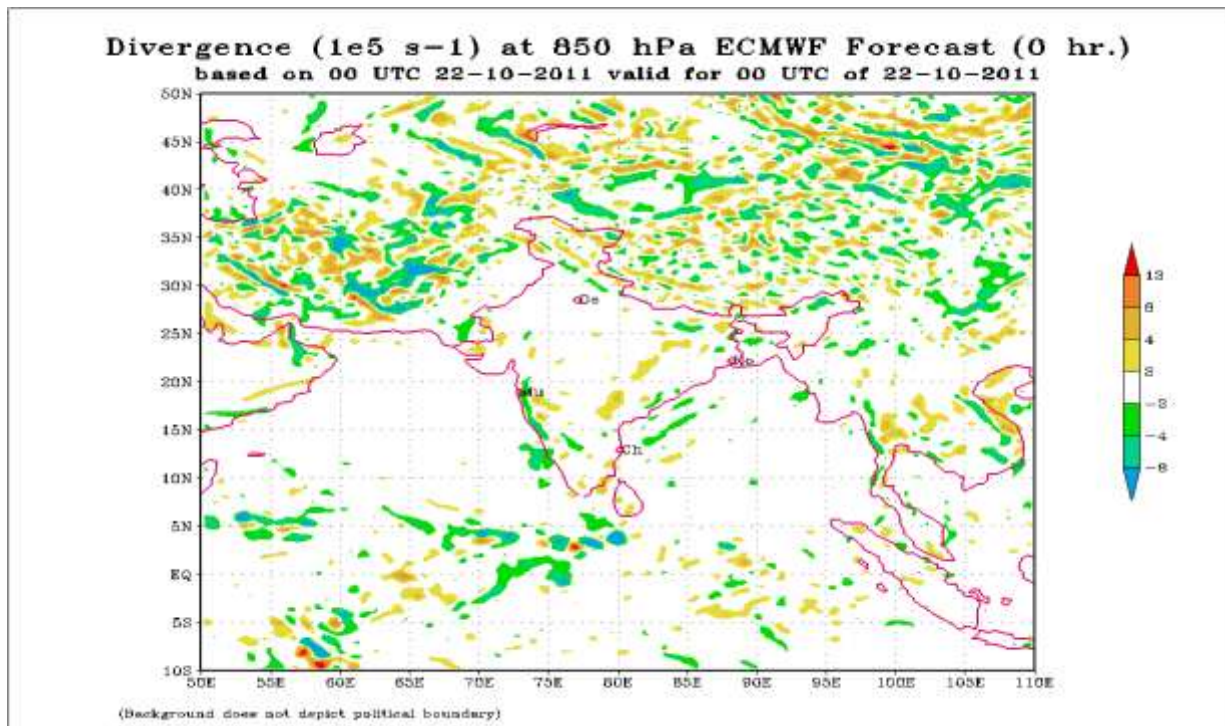 Divergence (1e5 s-1) at 850 hPa ECMWF Forecast (0 hr.)
based on 00 UTC 22-10-2011 valid for 00 UTC of 22-10-2011
50N
45N
40N
35N
30N
25N
20N
15N
10N
5N
EQ
5S
10S
50E 55E 60E 65E 70E 75E 80E 85E 90E 95E 100E 105E 110E
De
Ko
Mu
Ch
13
8
4
2
-2
-4
-8
(Background does not depict political boundary)